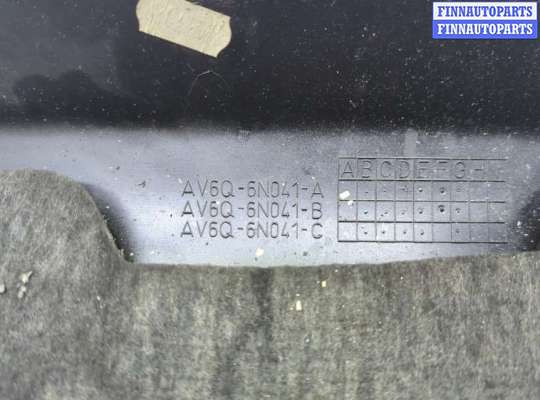 FINNAUTOPARTS
FINNAUTOPARTS
ABCDEFGH
AV6Q-6N041-A
AV6Q-6N041-B
AV6Q-6N041-C